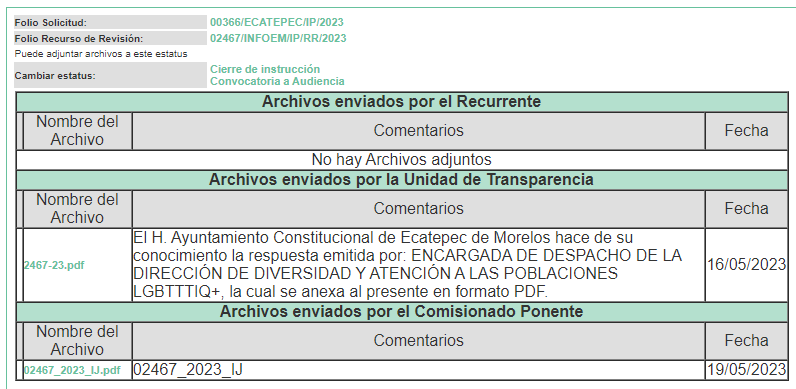 Folio Solicitud: 00366/ECATEPEC/IP/2023
Folio Recurso de Revisión: 02467/INFOEM/IP/RR/2023
Puede adjuntar archivos a este estatus
Cambiar estatus: Cierre de instrucción
Convocatoria a Audiencia
Archivos enviados por el Recurrente
Nombre del Archivo Comentarios Fecha
No hay Archivos adjuntos
Archivos enviados por la Unidad de Transparencia
Nombre del Archivo Comentarios Fecha
2467-23.pdf El H. Ayuntamiento Constitucional de Ecatepec de Morelos hace de su
conocimiento la respuesta emitida por: ENCARGADA DE DESPACHO DE LA
DIRECCIÓN DE DIVERSIDAD Y ATENCIÓN A LAS POBLACIONES
LGBTTTIQ+, la cual se anexa al presente en formato PDF. 16/05/2023
Archivos enviados por el Comisionado Ponente
Nombre del Archivo Comentarios Fecha
02467_2023_IJ.pdf 02467_2023_IJ 19/05/2023